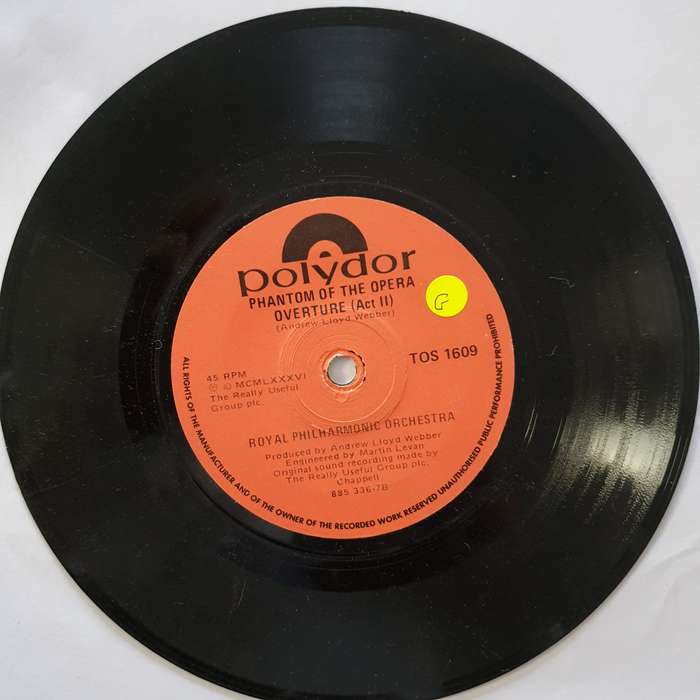 polydor
PHANTOM OF THE OPERA
OVERTURE (Act II)
(Andrew Lloyd Webber)
G
TOS 1609
45 RPM
℗ © MCMLXXXVI
The Really Useful
Group plc.
ROYAL PHILHARMONIC ORCHESTRA
Produced by Andrew Lloyd Webber
Engineered by Martin Levan
Original sound recording made by
The Really Useful Group plc.
Chappell
885 336-7B
ALL RIGHTS OF THE MANUFACTURER AND OF THE OWNER OF THE RECORDED WORK RESERVED UNAUTHORISED PUBLIC PERFORMANCE PROHIBITED